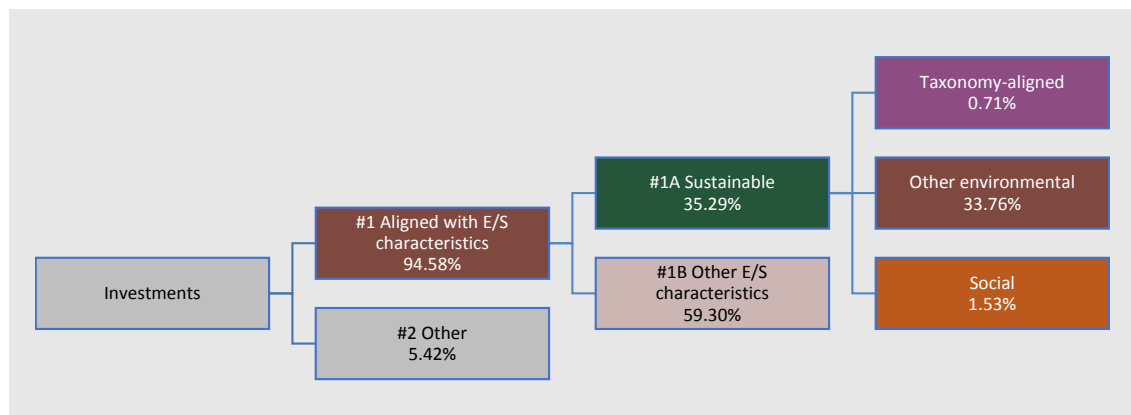 Investments
#1 Aligned with E/S
characteristics
94.58%
#2 Other
5.42%
#1A Sustainable
35.29%
#1B Other E/S
characteristics
59.30%
Taxonomy-aligned
0.71%
Other environmental
33.76%
Social
1.53%